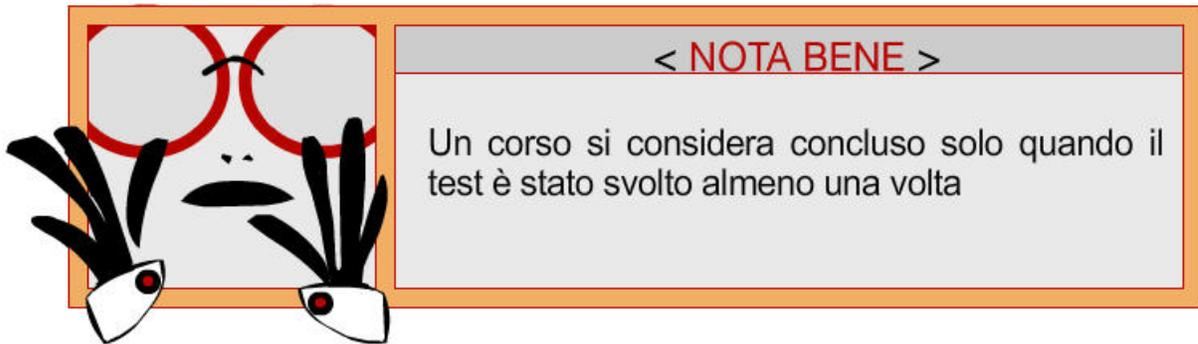 < NOTA BENE >
Un corso si considera concluso solo quando il
test è stato svolto almeno una volta